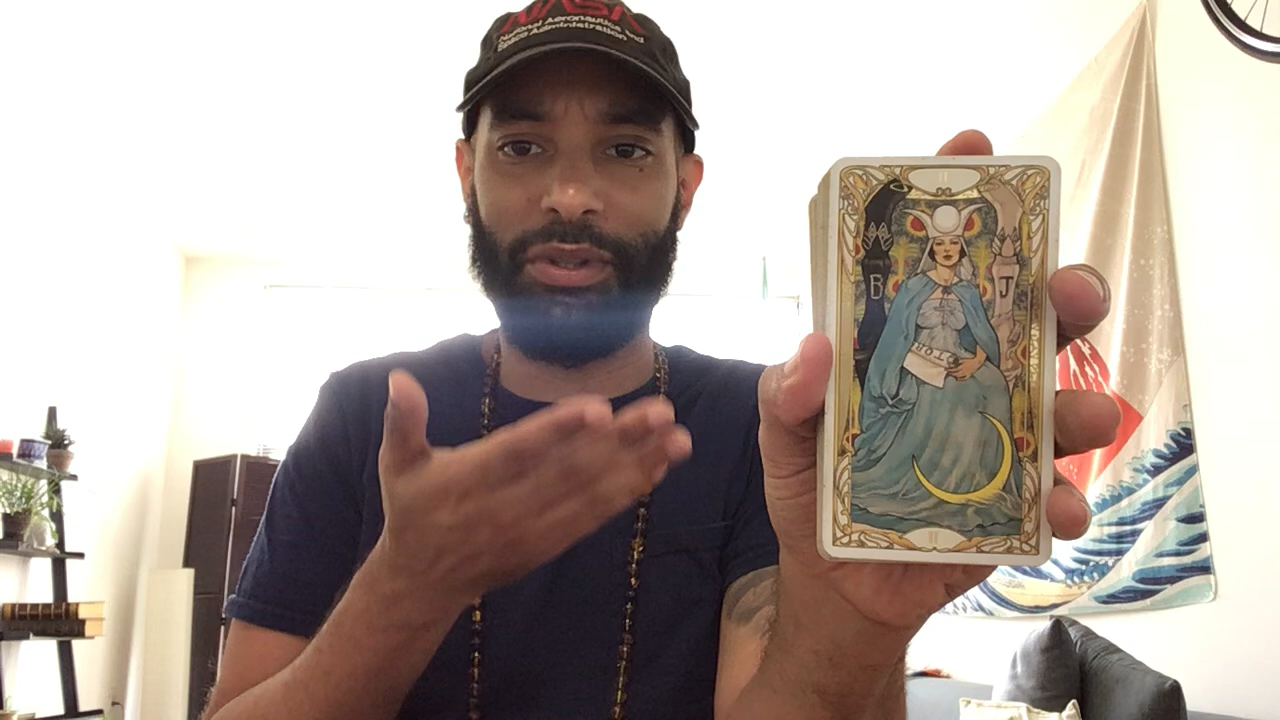 NASA
National Aeronautics and
Space Administration
II
B
J
TORA
II